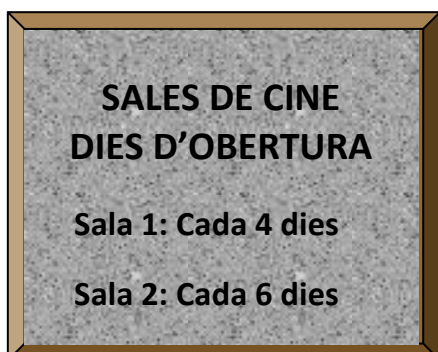 SALES DE CINE
DIES D’OBERTURA
Sala 1: Cada 4 dies
Sala 2: Cada 6 dies